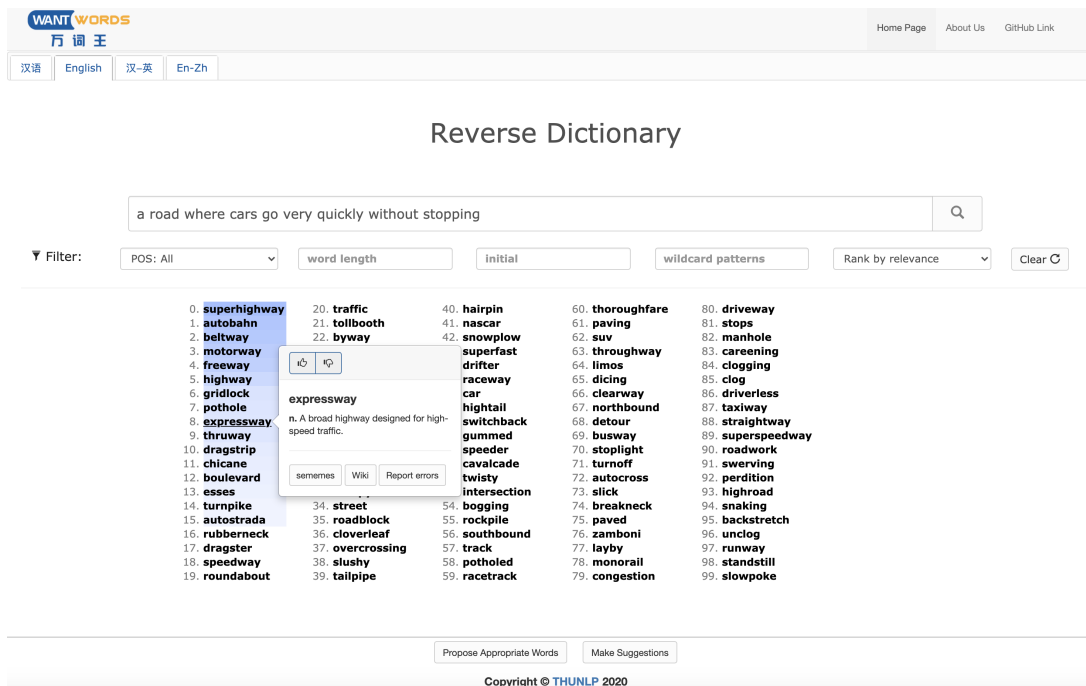 WANT WORDS
万词王
Home Page
About Us
GitHub Link
汉语
English
汉–英
En-Zh
Reverse Dictionary
a road where cars go very quickly without stopping
Filter:
POS: All
word length
initial
wildcard patterns
Rank by relevance
Clear
0. superhighway
1. autobahn
2. beltway
3. motorway
4. freeway
5. highway
6. gridlock
7. pothole
8. expressway
9. thruway
10. dragstrip
11. chicane
12. boulevard
13. esses
14. turnpike
15. autostrada
16. rubberneck
17. dragster
18. speedway
19. roundabout
20. traffic
21. tollbooth
22. byway
expressway
n. A broad highway designed for high-
speed traffic.
sememes
Wiki
Report errors
34. street
35. roadblock
36. cloverleaf
37. overcrossing
38. slushy
39. tailpipe
40. hairpin
41. nascar
42. snowplow
superfast
drifter
raceway
car
hightail
switchback
gummed
speeder
cavalcade
twisty
intersection
54. bogging
55. rockpile
56. southbound
57. track
58. potholed
59. racetrack
60. thoroughfare
61. paving
62. suv
63. throughway
64. limos
65. dicing
66. clearway
67. northbound
68. detour
69. busway
70. stoplight
71. turnoff
72. autocross
73. slick
74. breakneck
75. paved
76. zamboni
77. layby
78. monorail
79. congestion
80. driveway
81. stops
82. manhole
83. careening
84. clogging
85. clog
86. driverless
87. taxiway
88. straightway
89. superspeedway
90. roadwork
91. swerving
92. perdition
93. highroad
94. snaking
95. backstretch
96. unclog
97. runway
98. standstill
99. slowpoke
Propose Appropriate Words
Make Suggestions
Copyright © THUNLP 2020